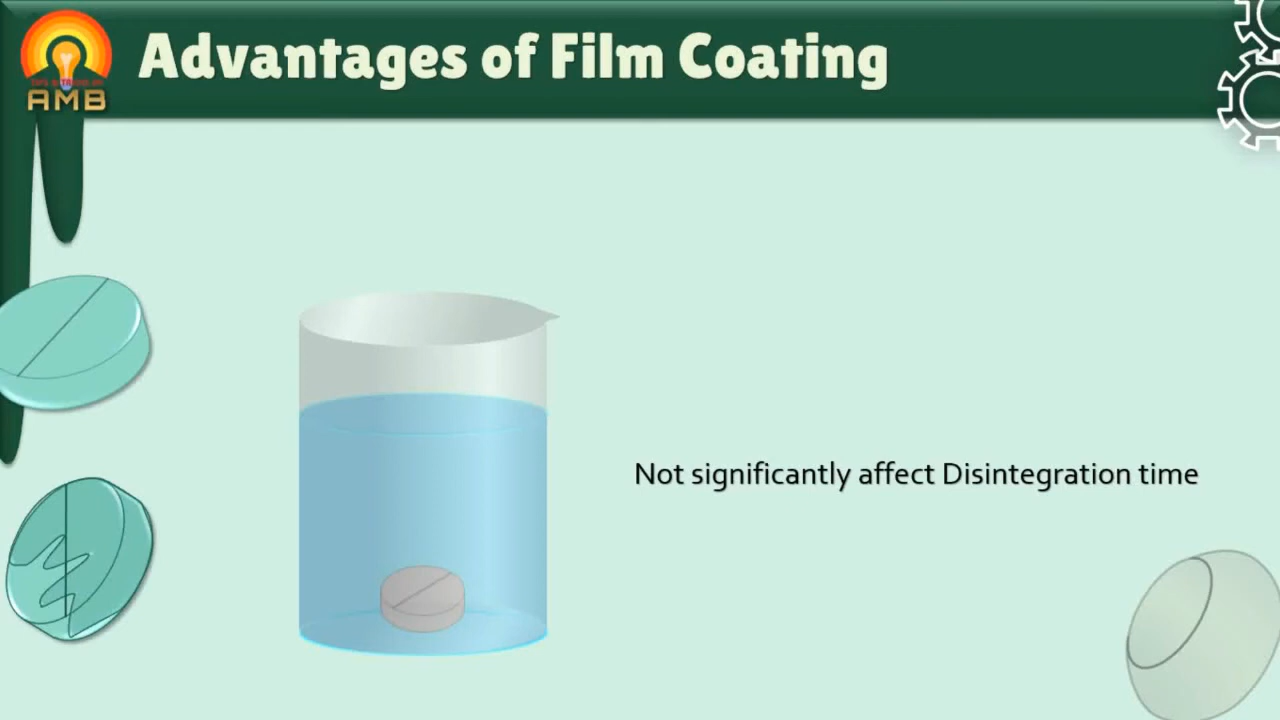 Advantages of Film Coating
AMB
Not significantly affect Disintegration time